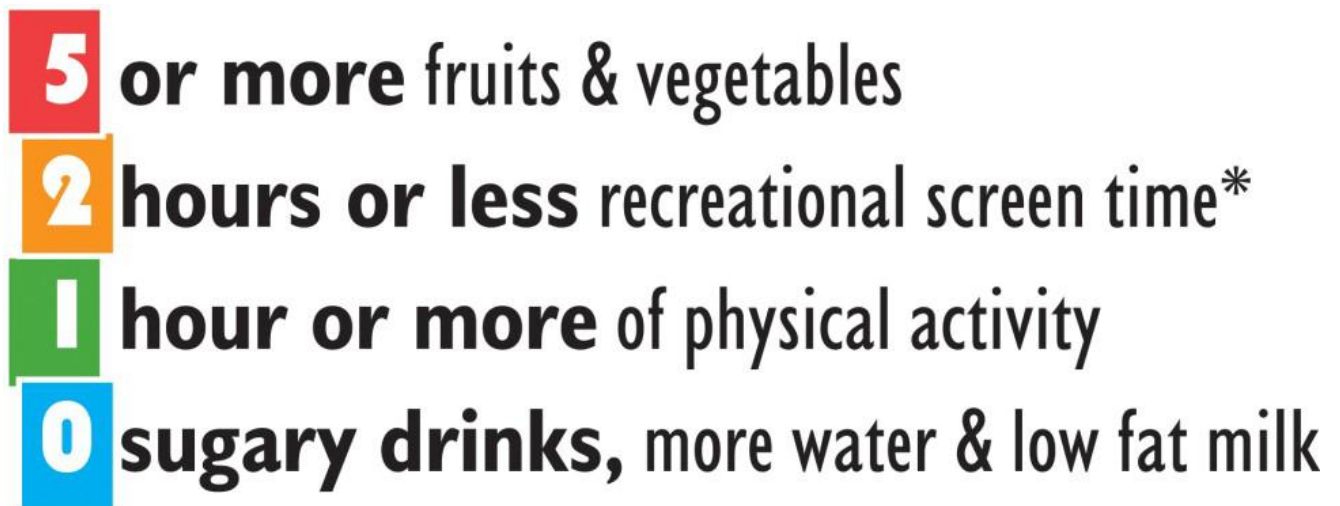 5 or more fruits & vegetables
2 hours or less recreational screen time*
1 hour or more of physical activity
0 sugary drinks, more water & low fat milk